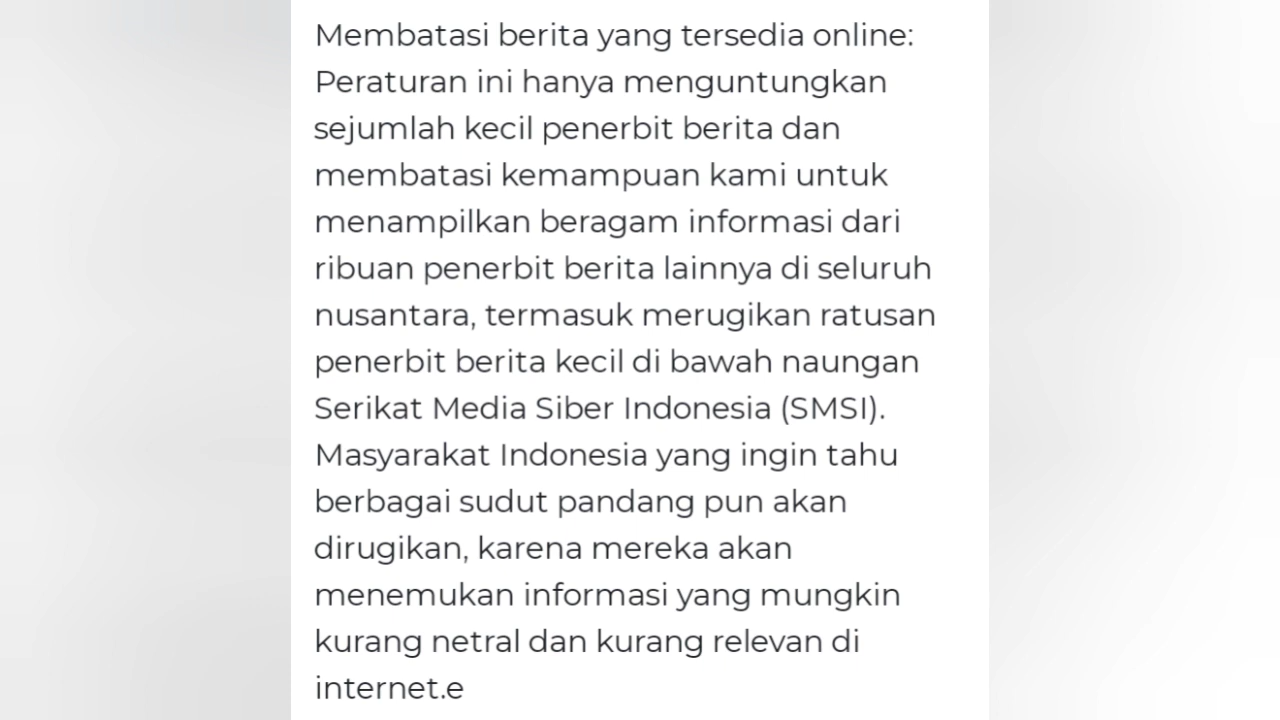 Membatasi berita yang tersedia online:
Peraturan ini hanya menguntungkan
sejumlah kecil penerbit berita dan
membatasi kemampuan kami untuk
menampilkan beragam informasi dari
ribuan penerbit berita lainnya di seluruh
nusantara, termasuk merugikan ratusan
penerbit berita kecil di bawah naungan
Serikat Media Siber Indonesia (SMSI).
Masyarakat Indonesia yang ingin tahu
berbagai sudut pandang pun akan
dirugikan, karena mereka akan
menemukan informasi yang mungkin
kurang netral dan kurang relevan di
internet.e